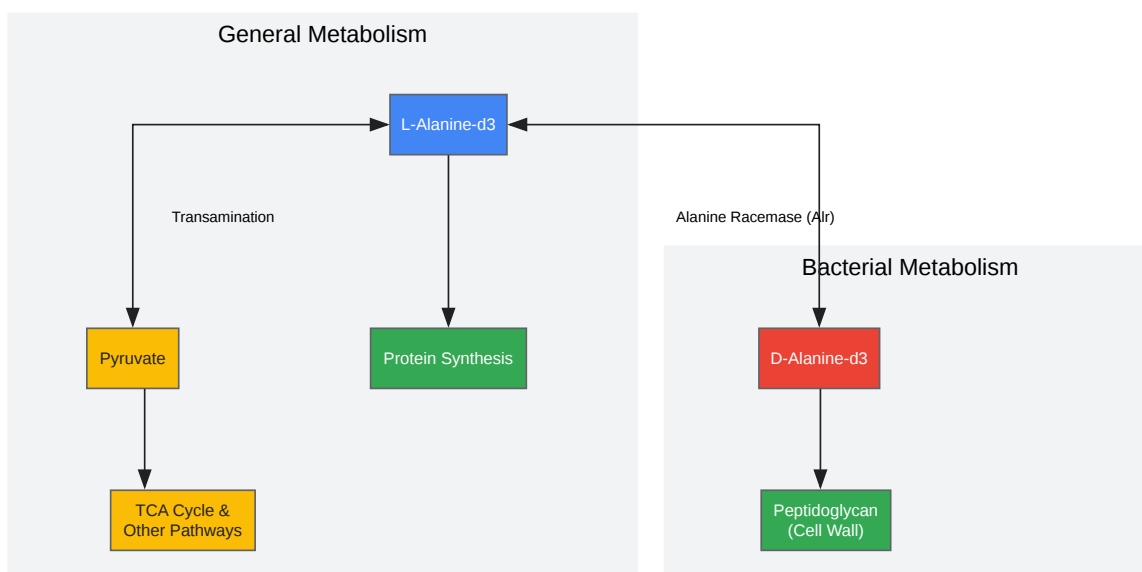 General Metabolism
L-Alanine-d3
Transamination
Alanine Racemase (Alr)
Bacterial Metabolism
Pyruvate
Protein Synthesis
D-Alanine-d3
TCA Cycle &
Other Pathways
Peptidoglycan
(Cell Wall)